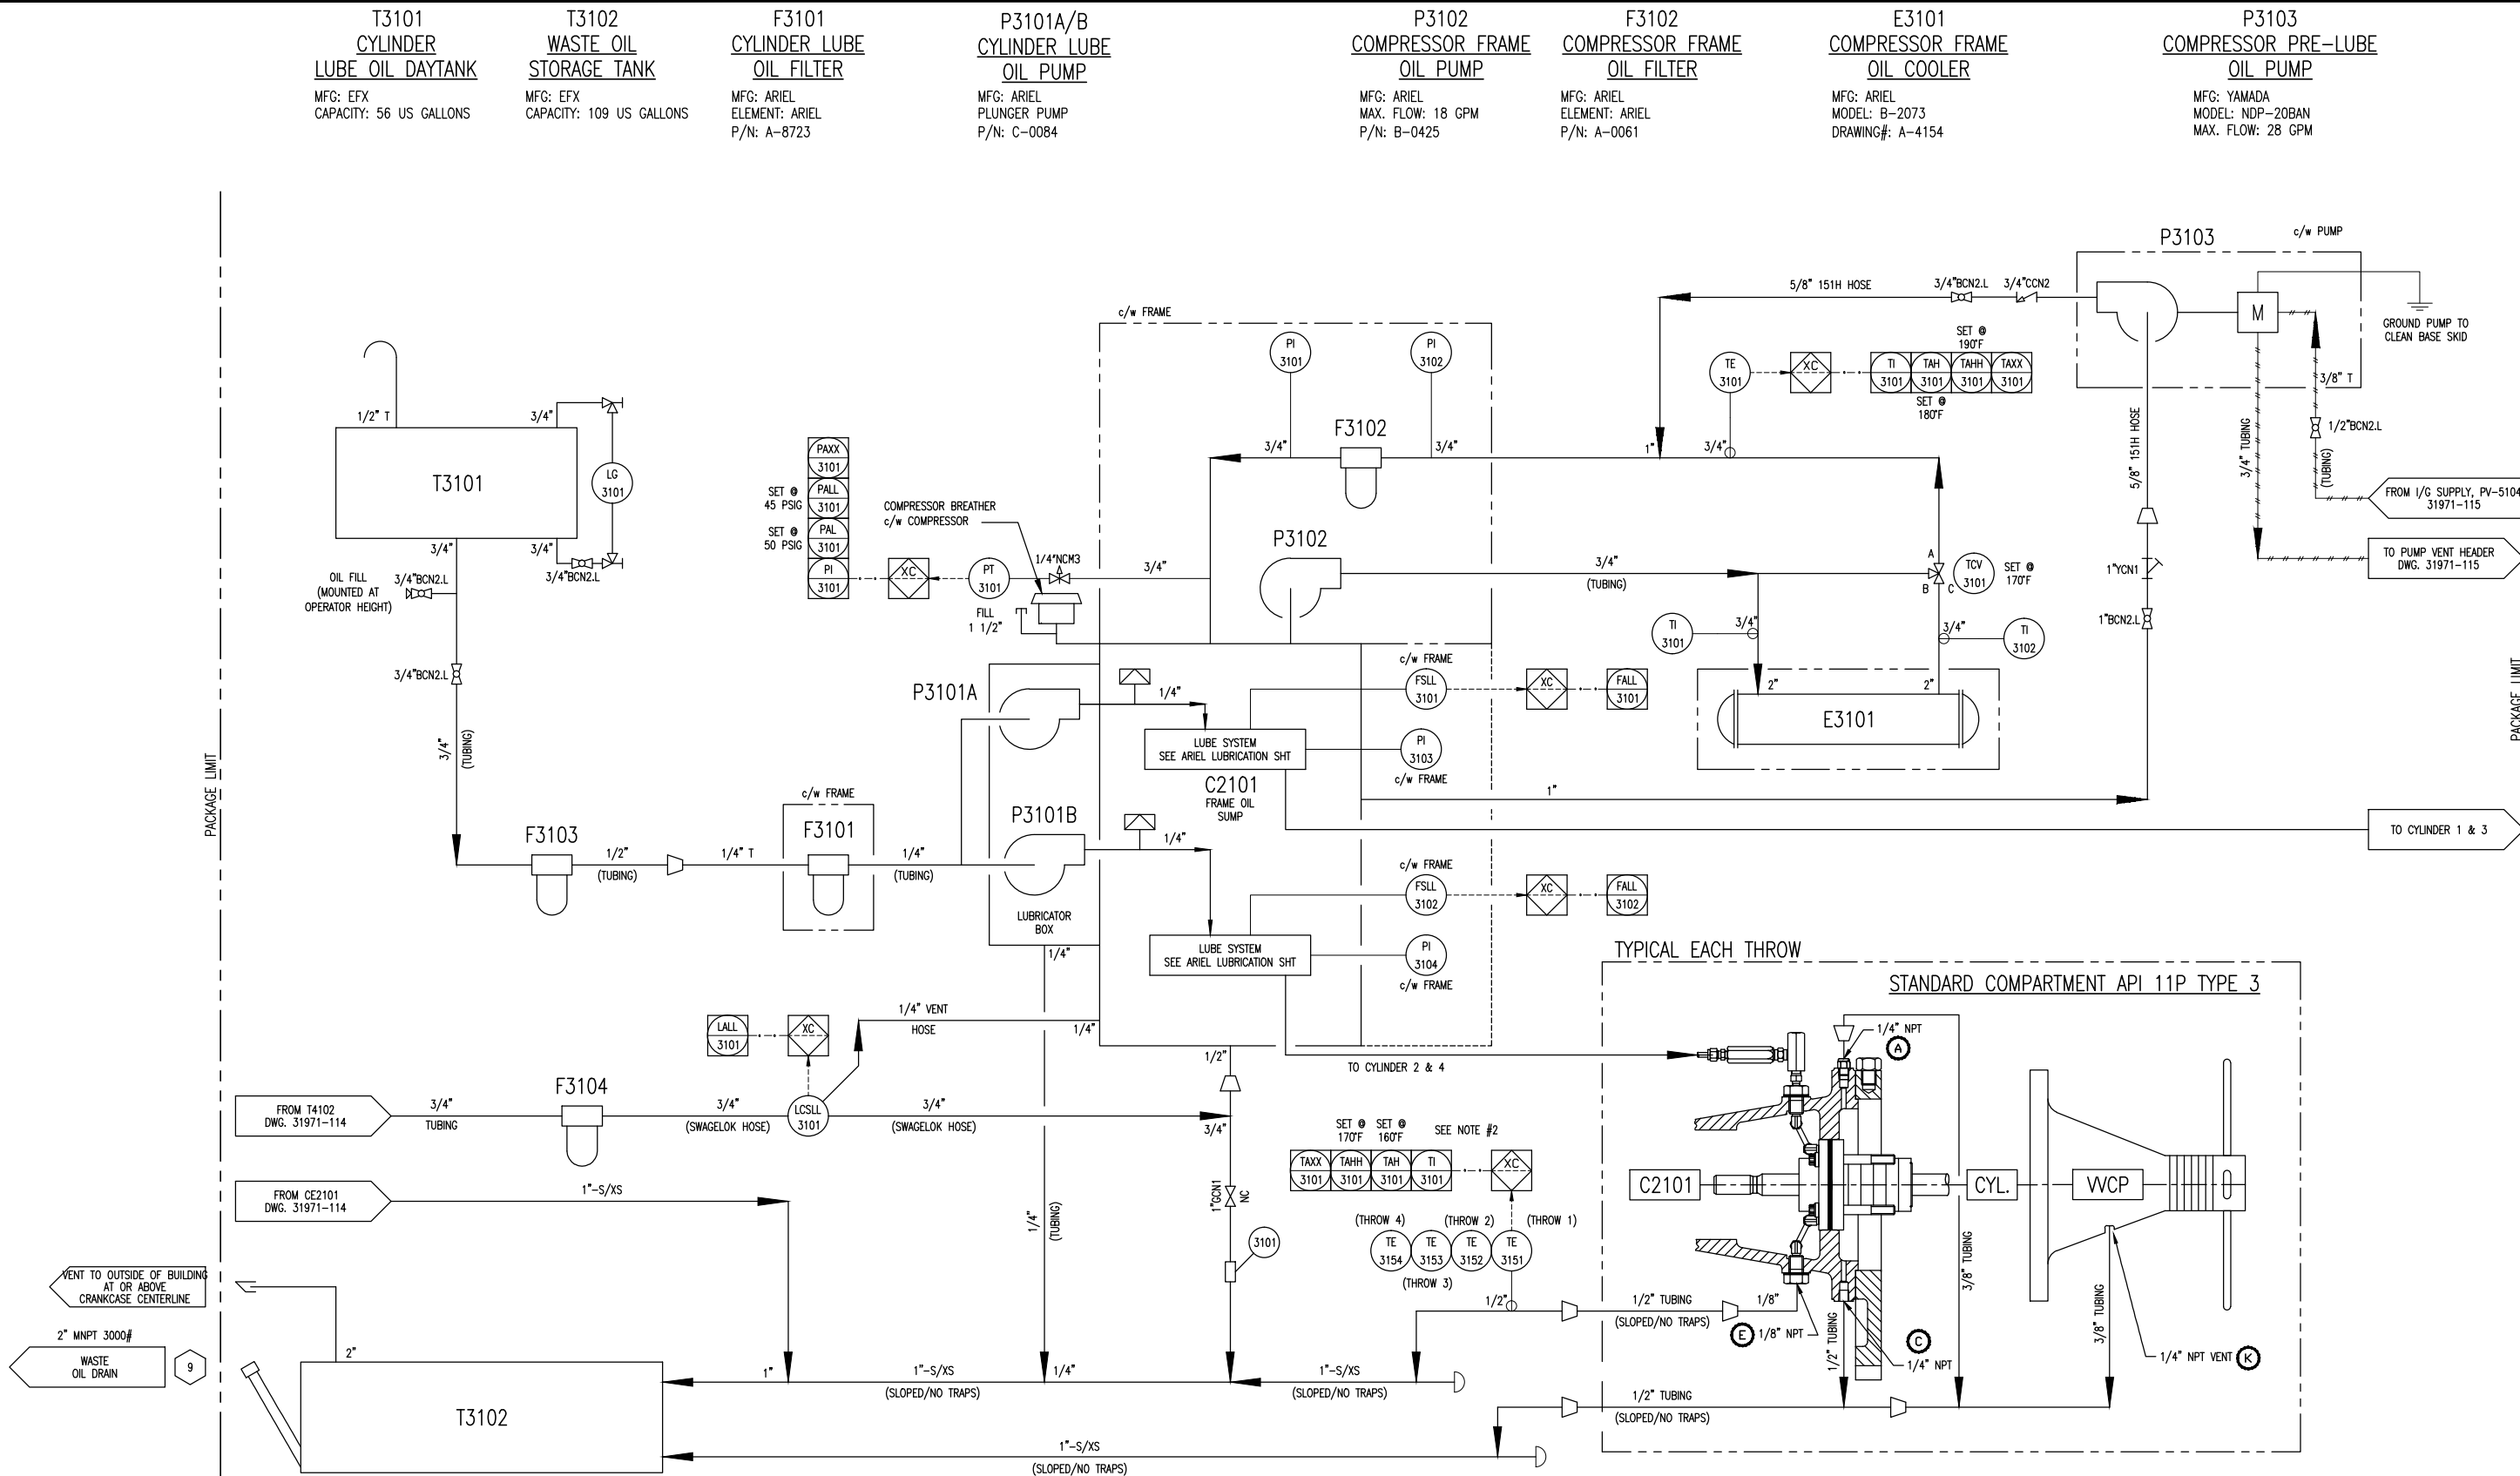 T3101
CYLINDER
LUBE OIL DAYTANK
MFG: EFX
CAPACITY: 56 US GALLONS
T3102
WASTE OIL
STORAGE TANK
MFG: EFX
CAPACITY: 109 US GALLONS
F3101
CYLINDER LUBE
OIL FILTER
MFG: ARIEL
ELEMENT: ARIEL
P/N: A-8723
P3101A/B
CYLINDER LUBE
OIL PUMP
MFG: ARIEL
PLUNGER PUMP
P/N: C-0084
P3102
COMPRESSOR FRAME
OIL PUMP
MFG: ARIEL
MAX. FLOW: 18 GPM
P/N: B-0425
F3102
COMPRESSOR FRAME
OIL FILTER
MFG: ARIEL
ELEMENT: ARIEL
P/N: A-0061
E3101
COMPRESSOR FRAME
OIL COOLER
MFG: ARIEL
MODEL: B-2073
DRAWING#: A-4154
P3103
COMPRESSOR PRE-LUBE
OIL PUMP
MFG: YAMADA
MODEL: NDP-20BAN
MAX. FLOW: 28 GPM
PACKAGE LIMIT
1/2" T
3/4"
T3101
LG
3101
3/4"
3/4"
3/4"BCN2.L
OIL FILL
(MOUNTED AT
OPERATOR HEIGHT)
3/4"BCN2.L
3/4"BCN2.L
3/4"
(TUBING)
F3103
1/2"
(TUBING)
1/4" T
c/w FRAME
F3101
1/4"
(TUBING)
PAXX
3101
SET @
45 PSIG
PALL
3101
SET @
50 PSIG
PAL
3101
PI
3101
XC
PT
3101
1/4"NCM3
3/4"
COMPRESSOR BREATHER
c/w COMPRESSOR
FILL
1 1/2"
c/w FRAME
PI
3101
PI
3102
F3102
3/4"
3/4"
P3102
3/4"
(TUBING)
P3101A
1/4"
P3101B
1/4"
LUBRICATOR
BOX
1/4"
LUBE SYSTEM
SEE ARIEL LUBRICATION SHT
C2101
FRAME OIL
SUMP
LUBE SYSTEM
SEE ARIEL LUBRICATION SHT
c/w FRAME
FSLL
3101
XC
FALL
3101
PI
3103
c/w FRAME
c/w FRAME
FSLL
3102
XC
FALL
3102
PI
3104
c/w FRAME
5/8" 151H HOSE
3/4"BCN2.L
3/4"CCN2
P3103
c/w PUMP
M
GROUND PUMP TO
CLEAN BASE SKID
TE
3101
XC
SET @
190°F
TI
3101
TAH
3101
TAHH
3101
TAXX
3101
SET @
180°F
1"
3/4"
A
B
C
TCV
3101
SET @
170°F
TI
3101
3/4"
3/4"
TI
3102
2"
2"
E3101
5/8" 151H HOSE
3/4" TUBING
3/8" T
1/2"BCN2.L
(TUBING)
FROM I/G SUPPLY, PV-5104
31971-115
TO PUMP VENT HEADER
DWG. 31971-115
1"YCN1
1"BCN2.L
1"
PACKAGE LIMIT
TO CYLINDER 1 & 3
LALL
3101
XC
1/4" VENT
HOSE
1/4"
1/2"
TO CYLINDER 2 & 4
FROM T4102
DWG. 31971-114
3/4"
TUBING
F3104
3/4"
(SWAGELOK HOSE)
LCSLL
3101
3/4"
(SWAGELOK HOSE)
3/4"
FROM CE2101
DWG. 31971-114
1"-S/XS
1/4"
(TUBING)
1"GCN1
NC
3101
SET @
170°F
SET @
160°F
SEE NOTE #2
TAXX
3101
TAHH
3101
TAH
3101
TI
3101
XC
(THROW 4)
(THROW 2)
(THROW 1)
TE
3154
TE
3153
TE
3152
TE
3151
(THROW 3)
1/2"
VENT TO OUTSIDE OF BUILDING
AT OR ABOVE
CRANKCASE CENTERLINE
2" MNPT 3000#
WASTE
OIL DRAIN
9
2"
T3102
1"
1"-S/XS
(SLOPED/NO TRAPS)
1/4"
1"-S/XS
(SLOPED/NO TRAPS)
1"-S/XS
(SLOPED/NO TRAPS)
TYPICAL EACH THROW
STANDARD COMPARTMENT API 11P TYPE 3
1/4" NPT
A
C2101
CYL.
VVCP
1/2" TUBING
(SLOPED/NO TRAPS)
1/8"
E
1/8" NPT
1/2" TUBING
C
1/4" NPT
3/8" TUBING
3/8" TUBING
1/4" NPT VENT
K
1/2" TUBING
(SLOPED/NO TRAPS)